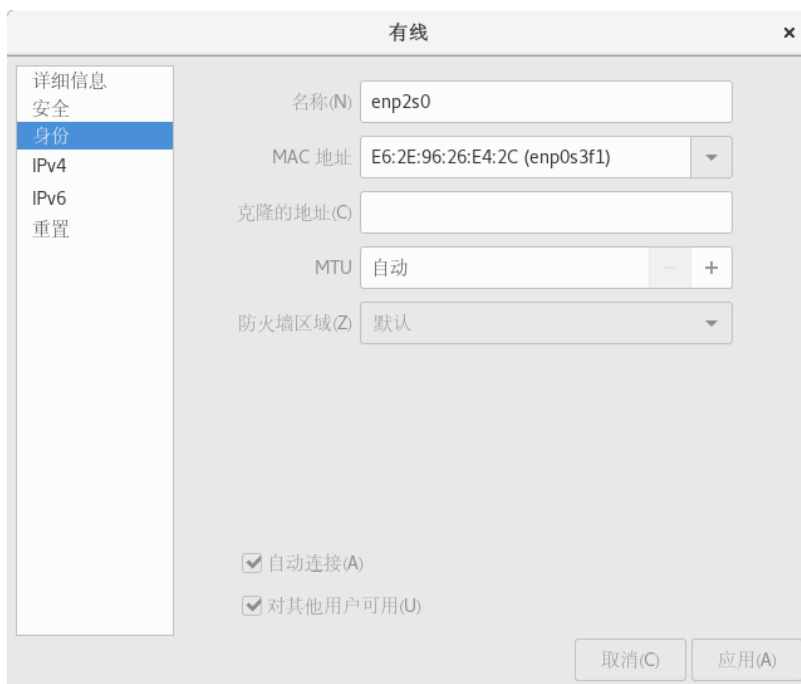 有线
详细信息
安全
身份
IPv4
IPv6
重置
名称(N) enp2s0
MAC 地址 E6:2E:96:26:E4:2C (enp0s3f1)
克隆的地址(C)
MTU 自动 − +
防火墙区域(Z) 默认
自动连接(A)
对其他用户可用(U)
取消(C) 应用(A)